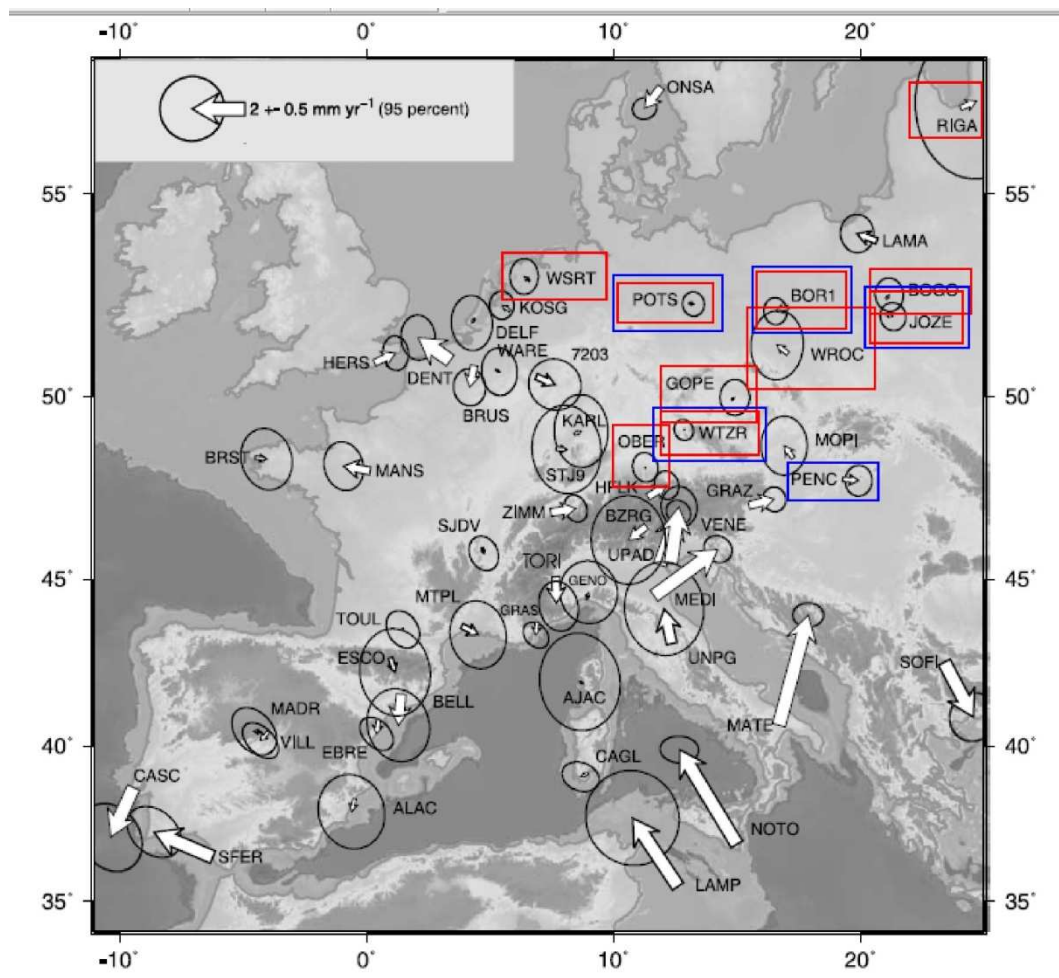 -10˚ 0˚ 10˚ 20˚
2 +- 0.5 mm yr⁻¹ (95 percent)
ONSA
RIGA
55˚ 55˚
LAMA
WSRT
BOGO
POTS
BOR1
KOSG
JOZE
DELF
WROC
HERS
WARE
7203
DENT
50˚ 50˚
GOPE
BRUS
KARL
WTZR
OBER
MOPI
BRST
MANS
STJ9
PENC
HFLK
GRAZ
ZIMM
BZRG
VENE
SJDV
UPAD
TORI
45˚ 45˚
GENO
MTPL
MEDI
GRAS
TOUL
ESCO
UNPG
SOFI
AJAC
BELL
MADR
MATE
VILL
40˚ 40˚
EBRE
CAGL
CASC
ALAC
NOTO
SFER
LAMP
35˚ 35˚
-10˚ 0˚ 10˚ 20˚